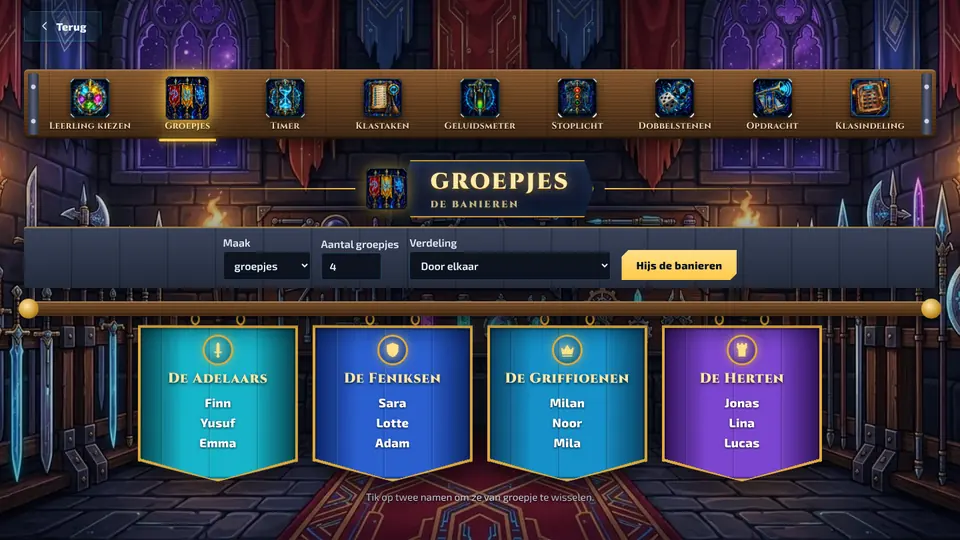 Terug
Leerling kiezen
Groepjes
Timer
Klastaken
Geluidsmeter
Stoplicht
Dobbelstenen
Opdracht
Klasindeling
GROEPJES
DE BANIEREN
Maak
Aantal groepjes
Verdeling
groepjes
4
Door elkaar
Hijs de banieren
De Adelaars
Finn
Yusuf
Emma
De Feniksen
Sara
Lotte
Adam
De Griffioenen
Milan
Noor
Mila
De Herten
Jonas
Lina
Lucas
Tik op twee namen om ze van groepje te wisselen.